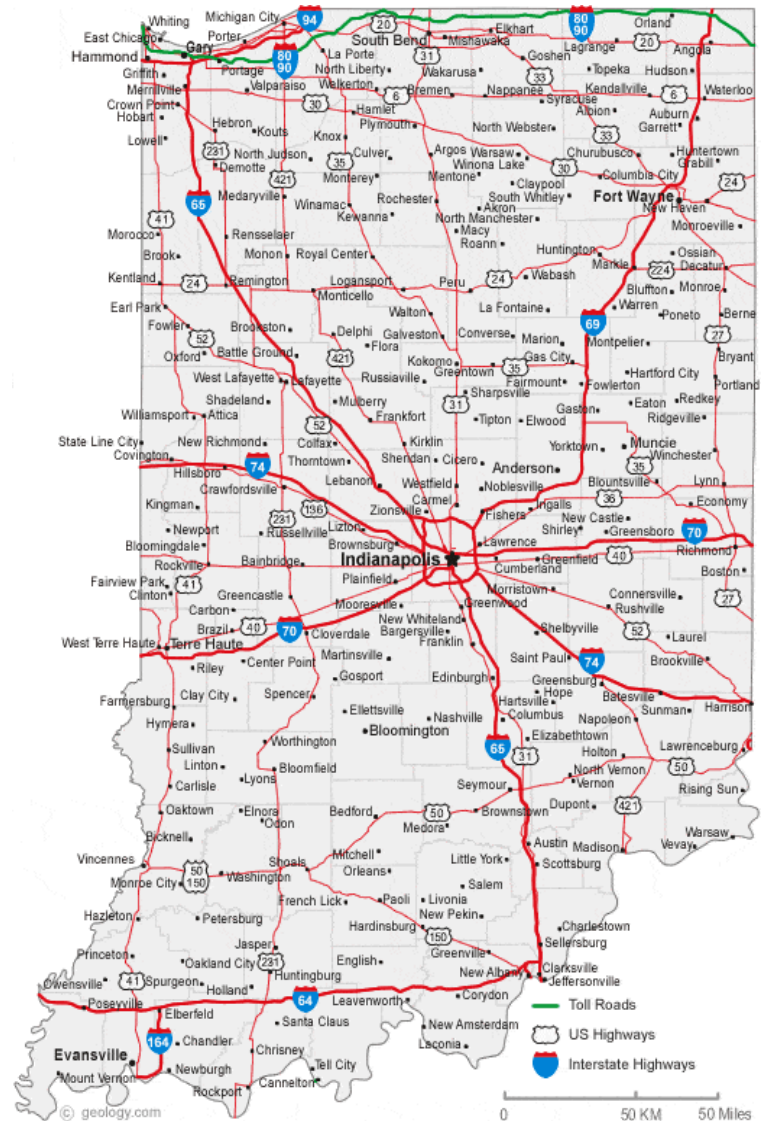 Whiting
Michigan City
94
20
80
90
Orland
East Chicago
Porter
Gary
South Bend
Elkhart
Mishawaka
Lagrange
20
Angola
Hammond
80
90
La Porte
31
Goshen
Griffith
Portage
North Liberty
Wakarusa
33
Topeka
Hudson
Merrillville
Valparaiso
Walkerton
6
Bremen
Nappanee
Kendallville
6
Waterloo
Crown Point
30
Hamlet
Syracuse
Albion
Auburn
Hobart
Hebron
Kouts
Knox
Plymouth
North Webster
33
Garrett
Lowell
231
North Judson
35
Culver
Argos
Warsaw
Churubusco
Huntertown
Demotte
Winona Lake
30
Grabill
421
Monterey
Mentone
Claypool
Columbia City
24
65
Medaryville
Winamac
Rochester
South Whitley
Fort Wayne
Akron
New Haven
41
Kewanna
North Manchester
Morocco
Rensselaer
Macy
Monroeville
Roann
Brook
Monon
Royal Center
Huntington
Ossian
Markle
224
Decatur
Kentland
24
Remington
Logansport
Peru
24
Wabash
Monticello
Bluffton
Monroe
Earl Park
Walton
La Fontaine
Warren
Poneto
Berne
Fowler
Brookston
Delphi
Galveston
Converse
69
27
52
Flora
Marion
Montpelier
Oxford
Battle Ground
421
Kokomo
Gas City
Bryant
Greentown
35
West Lafayette
Lafayette
Russiaville
Fairmount
Fowlerton
Hartford City
Portland
Sharpsville
Shadeland
Mulberry
31
Eaton
Redkey
Gaston
Williamsport
Attica
52
Frankfort
Tipton
Elwood
Ridgeville
State Line City
New Richmond
Colfax
Kirklin
Yorktown
Muncie
Covington
74
Thorntown
Sheridan
Cicero
Anderson
35
Winchester
Hillsboro
Lebanon
Westfield
Noblesville
Blountsville
Lynn
Crawfordsville
Carmel
36
Kingman
136
Zionsville
Fishers
Ingalls
Economy
231
New Castle
Newport
Russellville
Lizton
Shirley
Greensboro
70
Bloomingdale
Brownsburg
Lawrence
Richmond
Rockville
Bainbridge
Indianapolis
Greenfield
40
Cumberland
Boston
Fairview Park
41
Plainfield
Clinton
Greencastle
Morristown
Connersville
27
Carbon
Mooresville
Greenwood
Rushville
Brazil
40
70
New Whiteland
Cloverdale
Bargersville
Shelbyville
52
Laurel
West Terre Haute
Terre Haute
Franklin
Center Point
Martinsville
Saint Paul
74
Brookville
Riley
Gosport
Edinburgh
Greensburg
Farmersburg
Clay City
Spencer
Hope
Batesville
Harrison
Hartsville
Ellettsville
Columbus
Sunman
Hymera
Nashville
Napoleon
Bloomington
Elizabethtown
Sullivan
Worthington
65
Holton
Lawrenceburg
31
Linton
Bloomfield
North Vernon
50
Lyons
Vernon
Carlisle
Seymour
Rising Sun
Oaktown
Elnora
Bedford
50
Brownstown
Dupont
421
Odon
Medora
Bicknell
Austin
Madison
Warsaw
Mitchell
Vevay
Vincennes
Shoals
Little York
Scottsburg
50
150
Washington
Orleans
Monroe City
Salem
French Lick
Paoli
Livonia
Hazleton
Petersburg
New Pekin
Hardinsburg
Charlestown
150
Jasper
Sellersburg
Princeton
Oakland City
231
English
Greenville
Huntingburg
New Albany
Clarksville
Owensville
41
Spurgeon
Jeffersonville
Holland
64
Leavenworth
Corydon
Poseyville
Elberfeld
Toll Roads
Santa Claus
New Amsterdam
164
Chandler
US Highways
Evansville
Chrisney
Laconia
Interstate Highways
Newburgh
Tell City
Mount Vernon
Cannelton
Rockport
© geology.com
0
50 KM
50 Miles